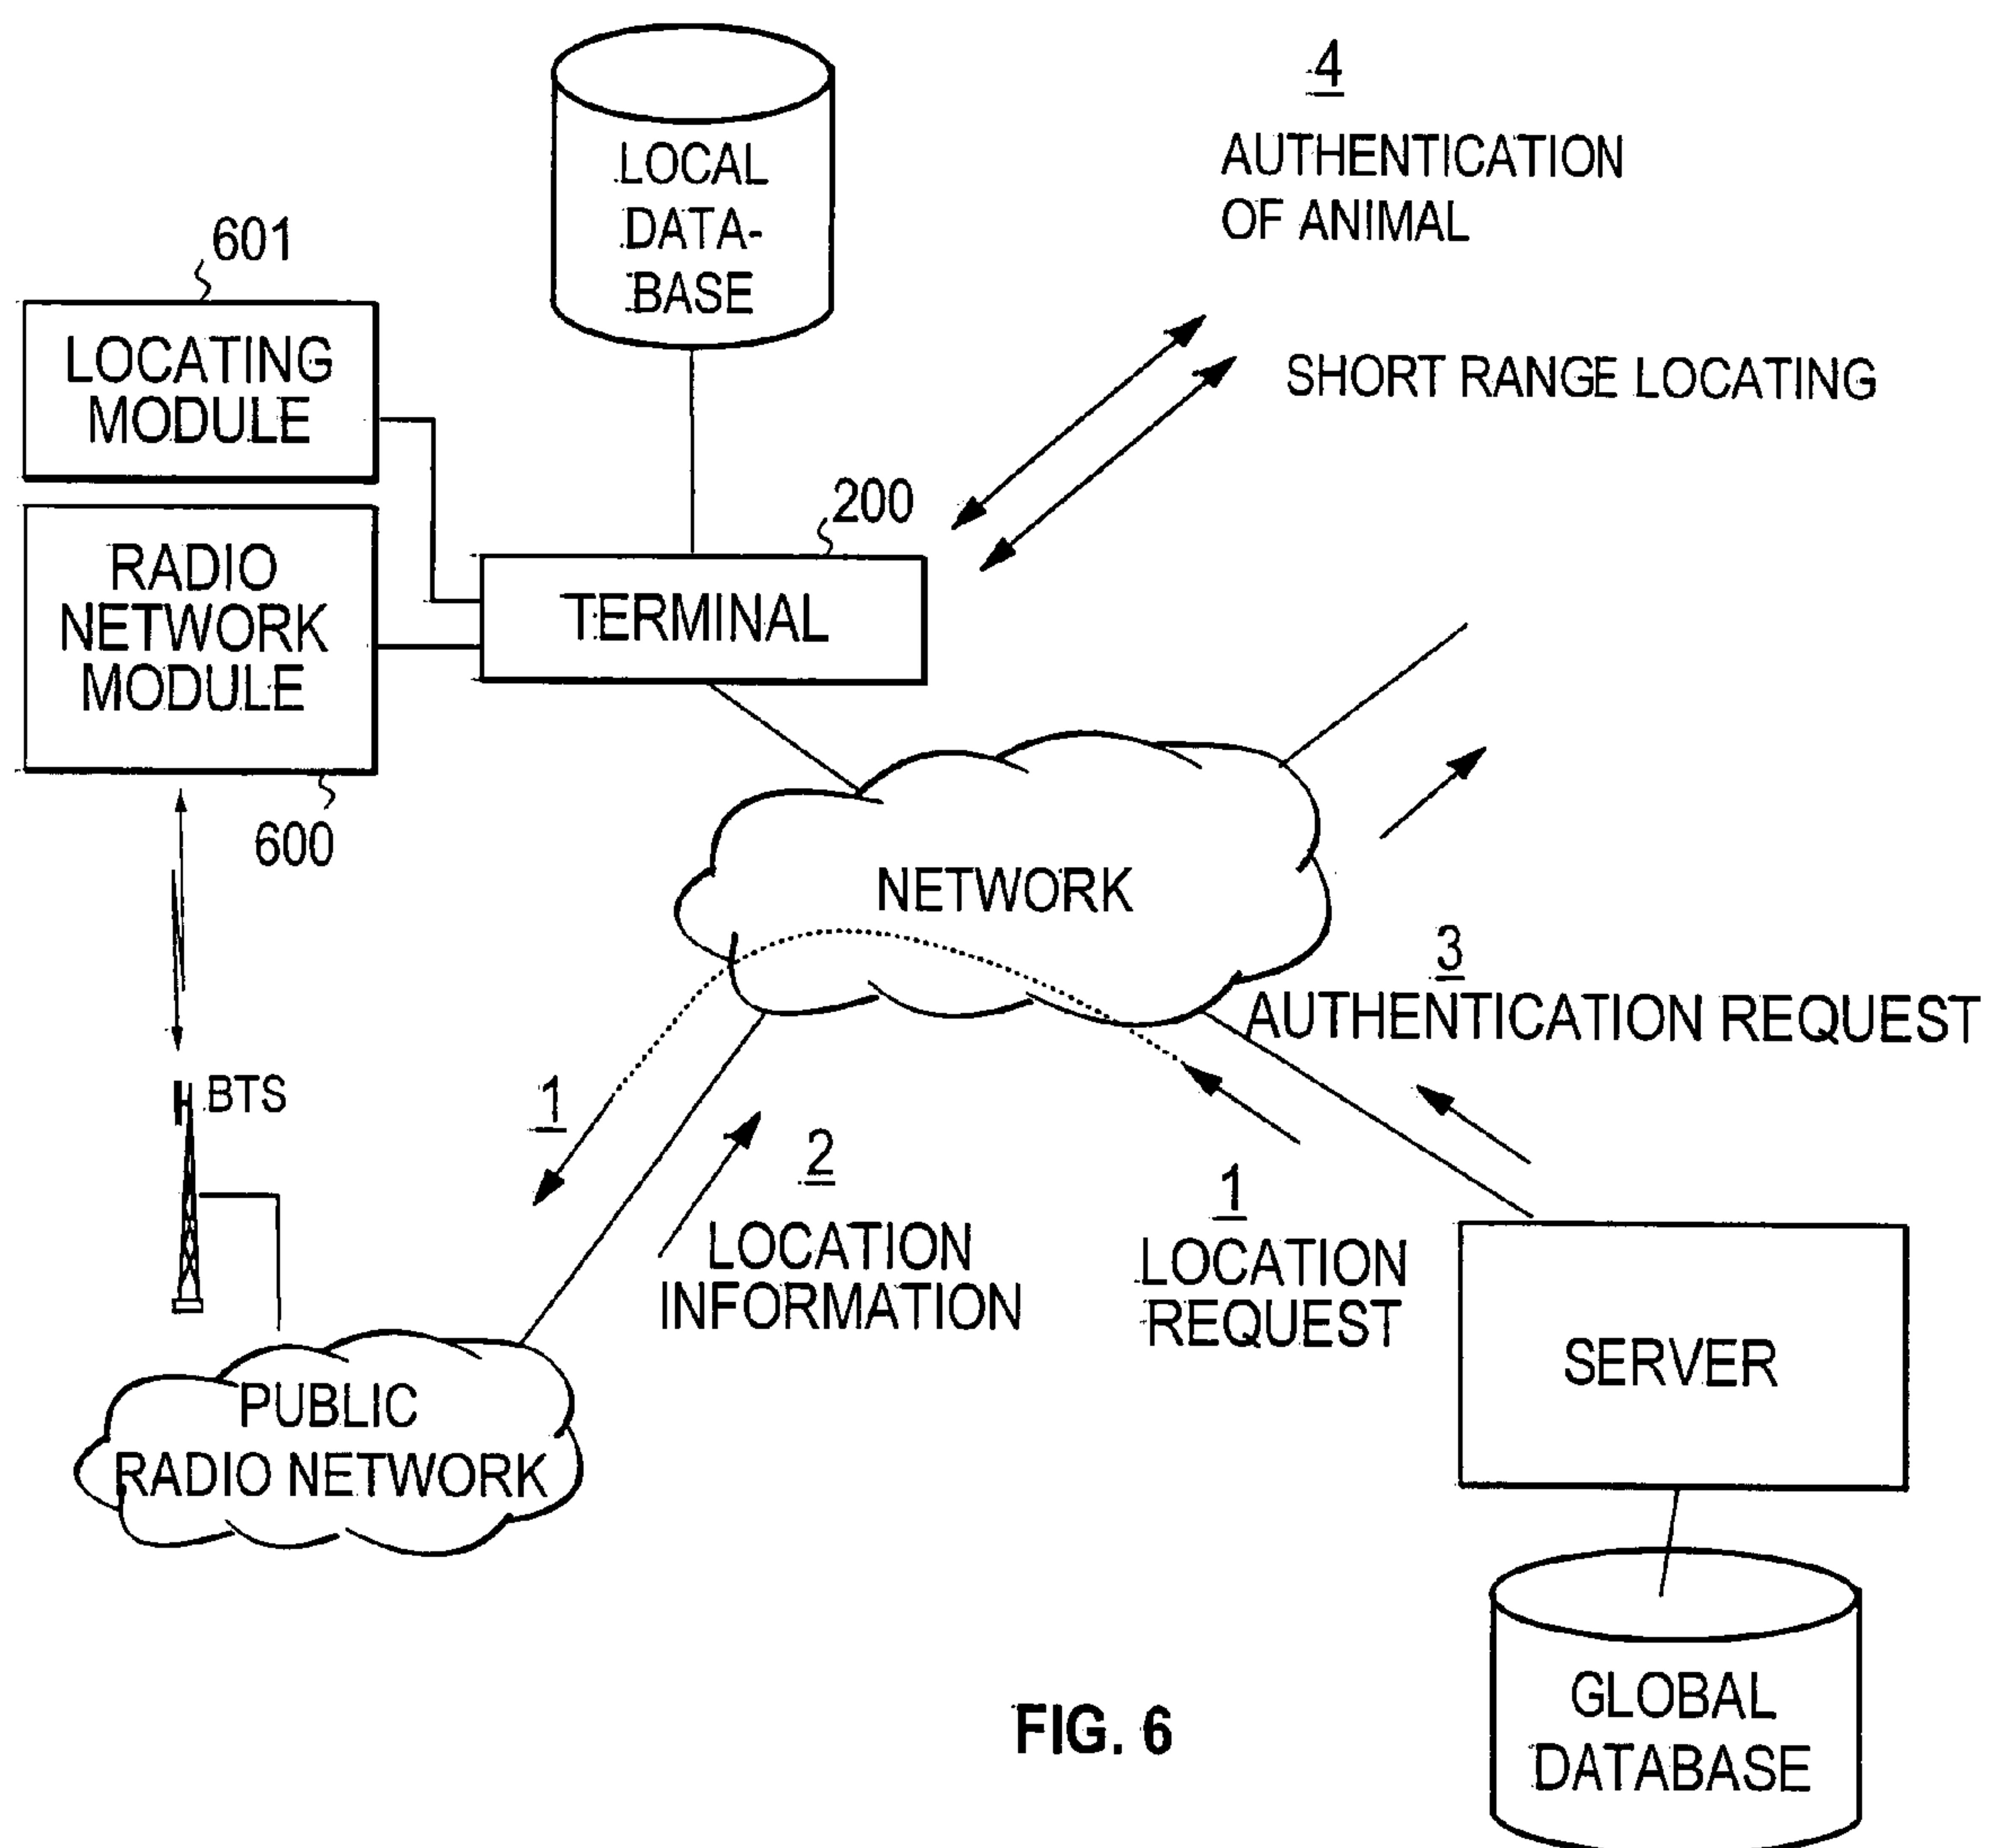 4
AUTHENTICATION
OF ANIMAL
LOCAL
DATA-
BASE
601
LOCATING
MODULE
SHORT RANGE LOCATING
200
RADIO
NETWORK
MODULE
TERMINAL
600
NETWORK
3
AUTHENTICATION REQUEST
BTS
1
2
LOCATION
INFORMATION
1
LOCATION
REQUEST
SERVER
PUBLIC
RADIO NETWORK
GLOBAL
DATABASE
FIG. 6